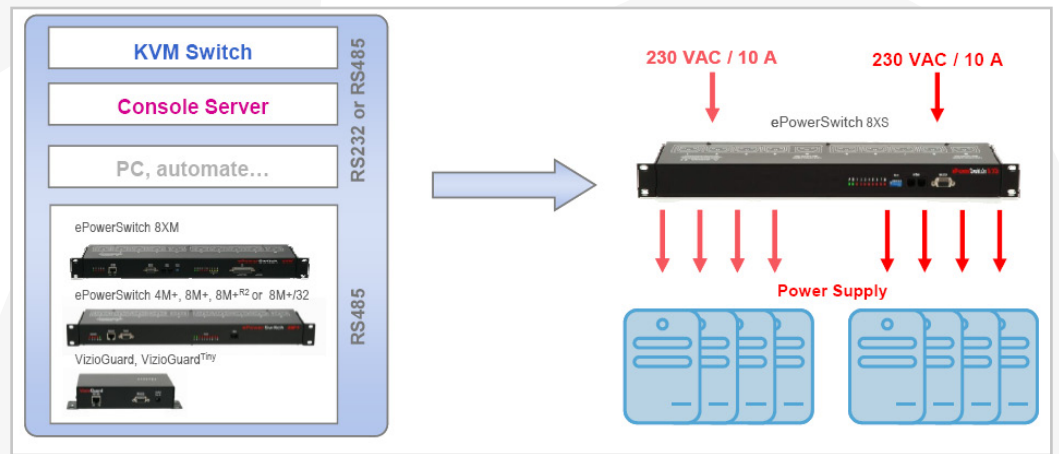 KVM Switch
Console Server
PC, automate...
RS232 or RS485
ePowerSwitch 8XM
ePowerSwitch 4M+, 8M+, 8M+R2 or 8M+/32
VizioGuard, VizioGuardTiny
RS485
230 VAC / 10 A
230 VAC / 10 A
ePowerSwitch 8XS
Power Supply